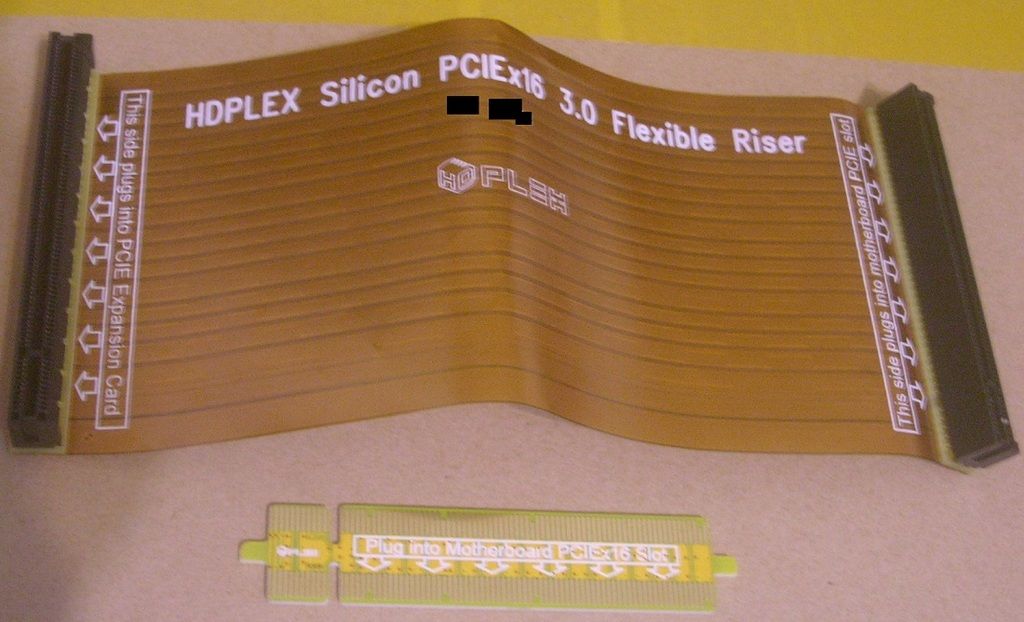 HDPLEX Silicon PCIEx16 3.0 Flexible Riser
HDPLEX
This side plugs into PCIE Expansion Card
This side plugs into motherboard PCIE slot
HDPLEX
Plug into Motherboard PCIEx16 Slot